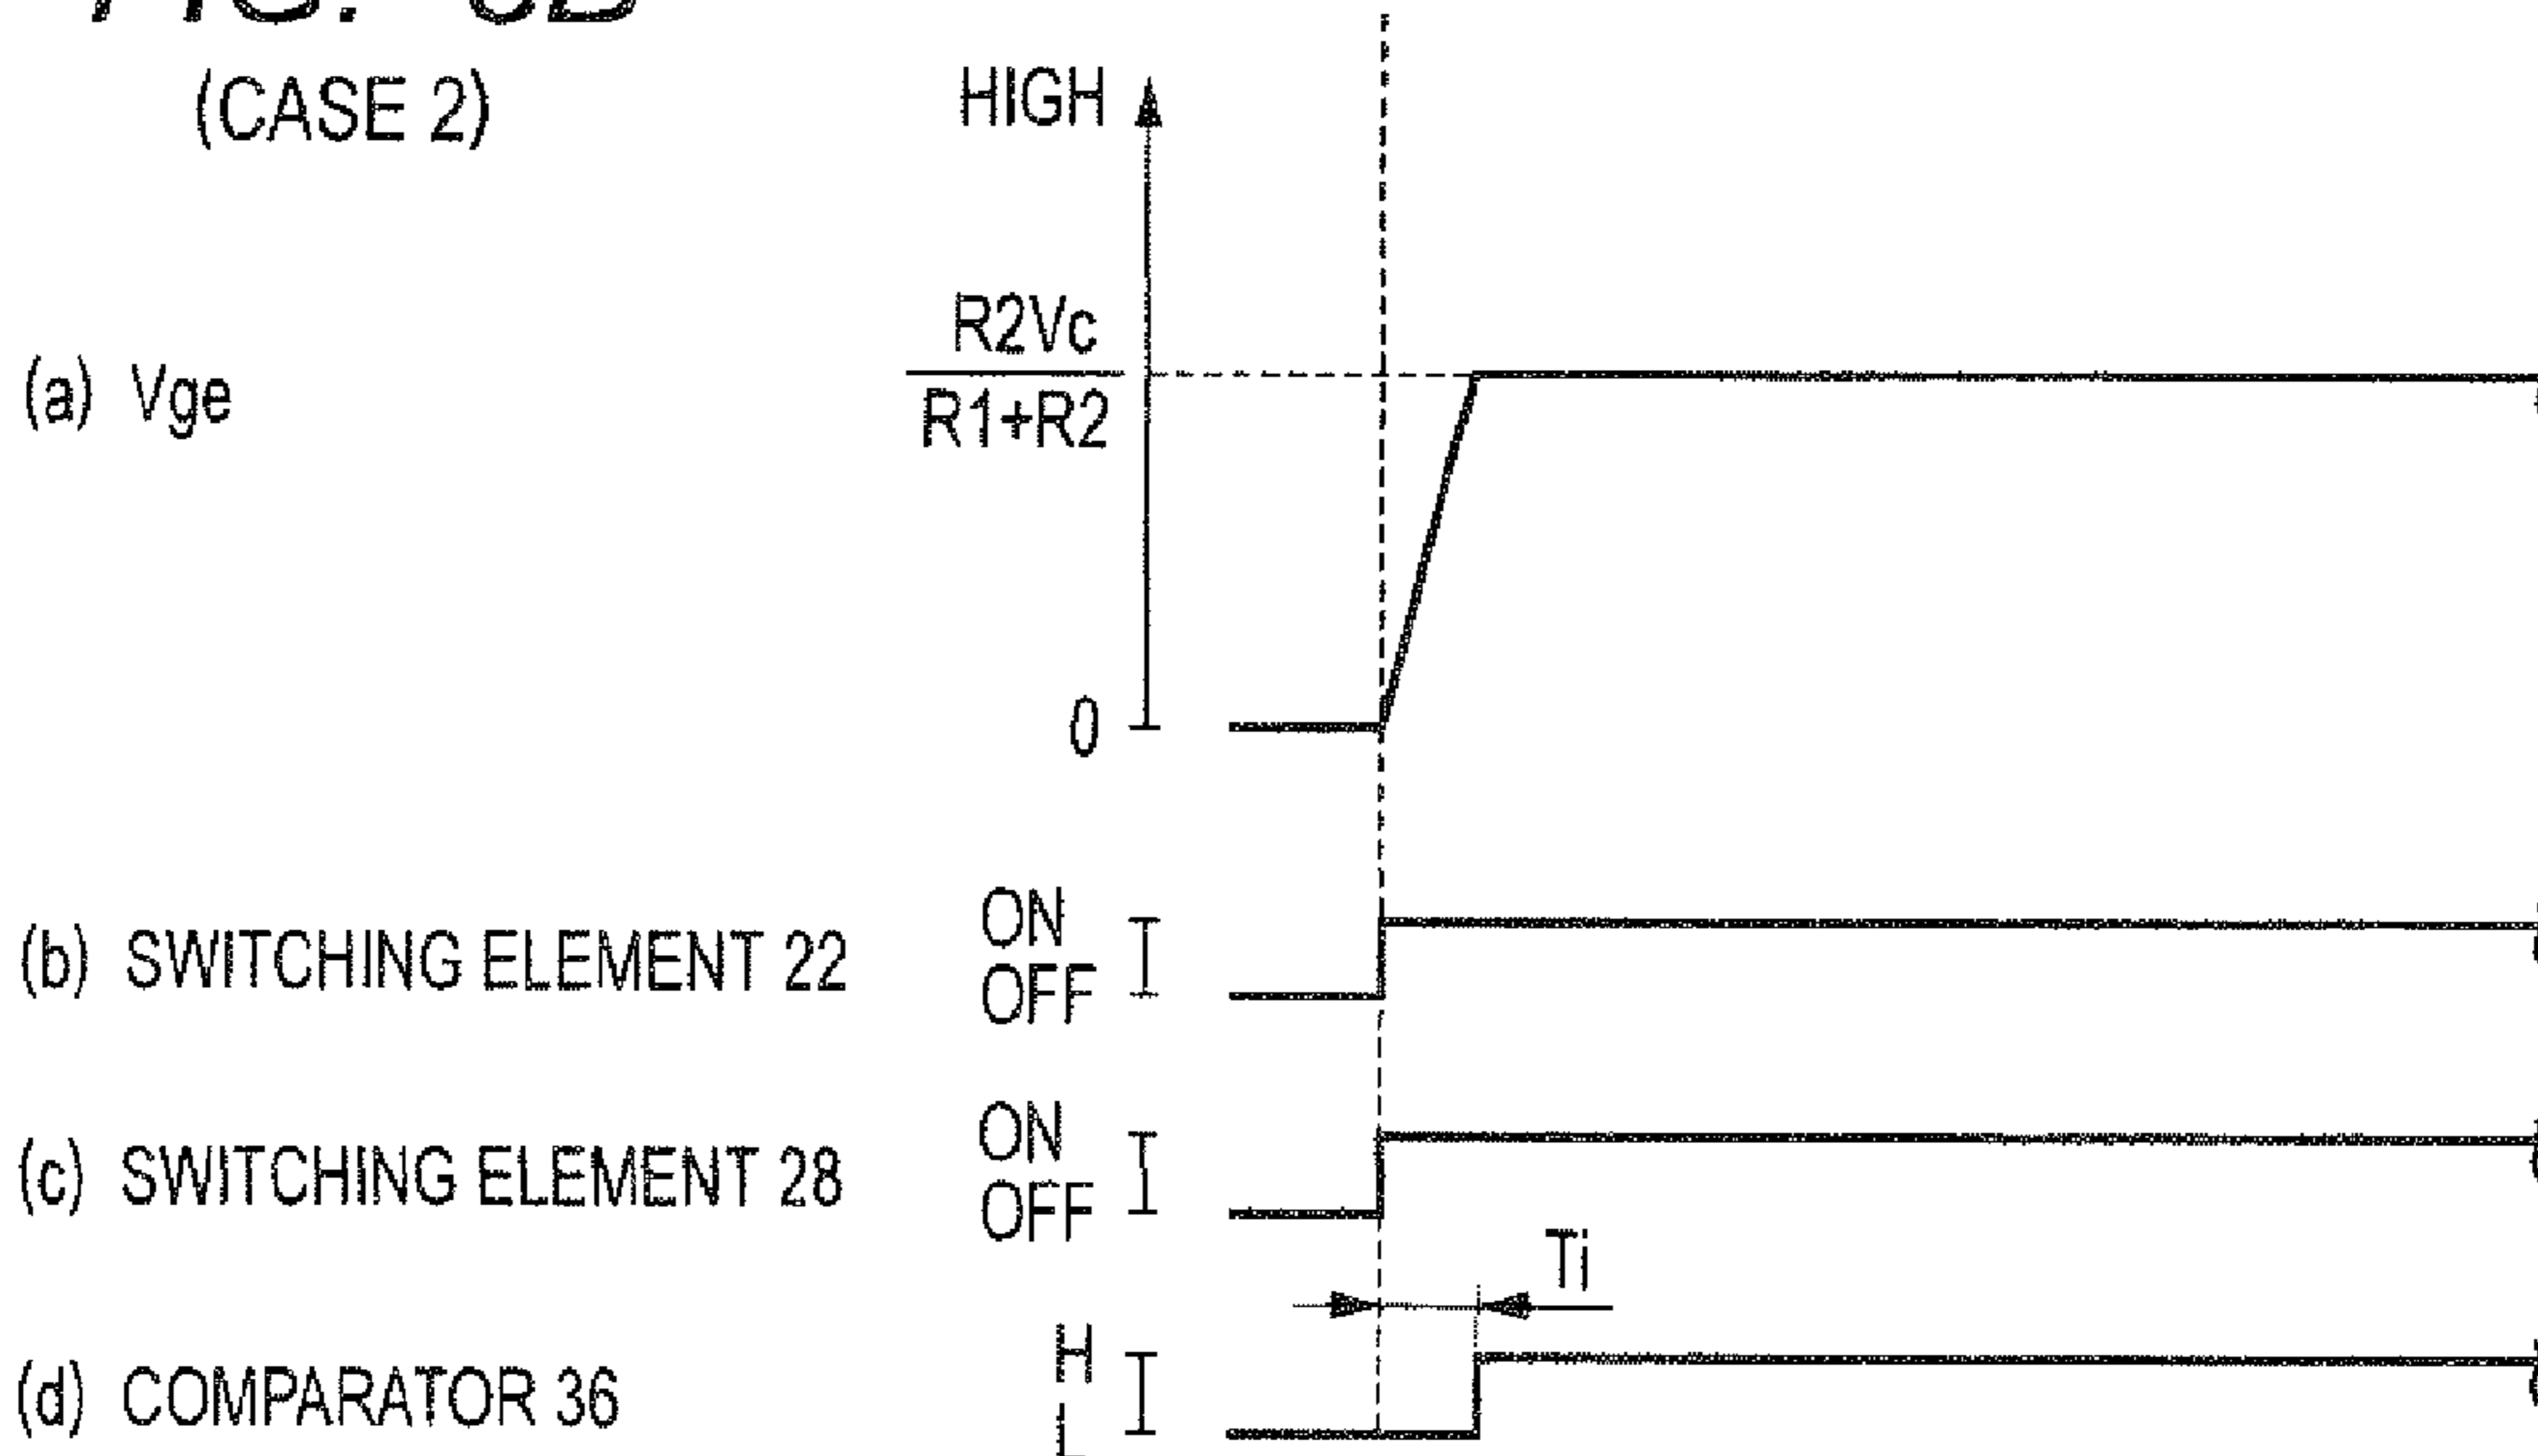 FIG.
(CASE 2)
HIGH
(a) Vge
R2Vc
R1+R2
0
(b) SWITCHING ELEMENT 22
ON
OFF
(c) SWITCHING ELEMENT 28
ON
OFF
Ti
(d) COMPARATOR 36
H
L